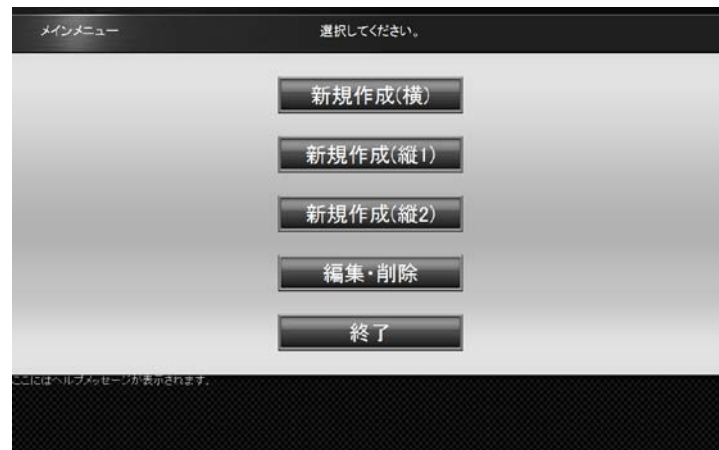 メインメニュー
選択してください。
新規作成(横)
新規作成(縦1)
新規作成(縦2)
編集・削除
終了
ここにはヘルプメッセージが表示されます。